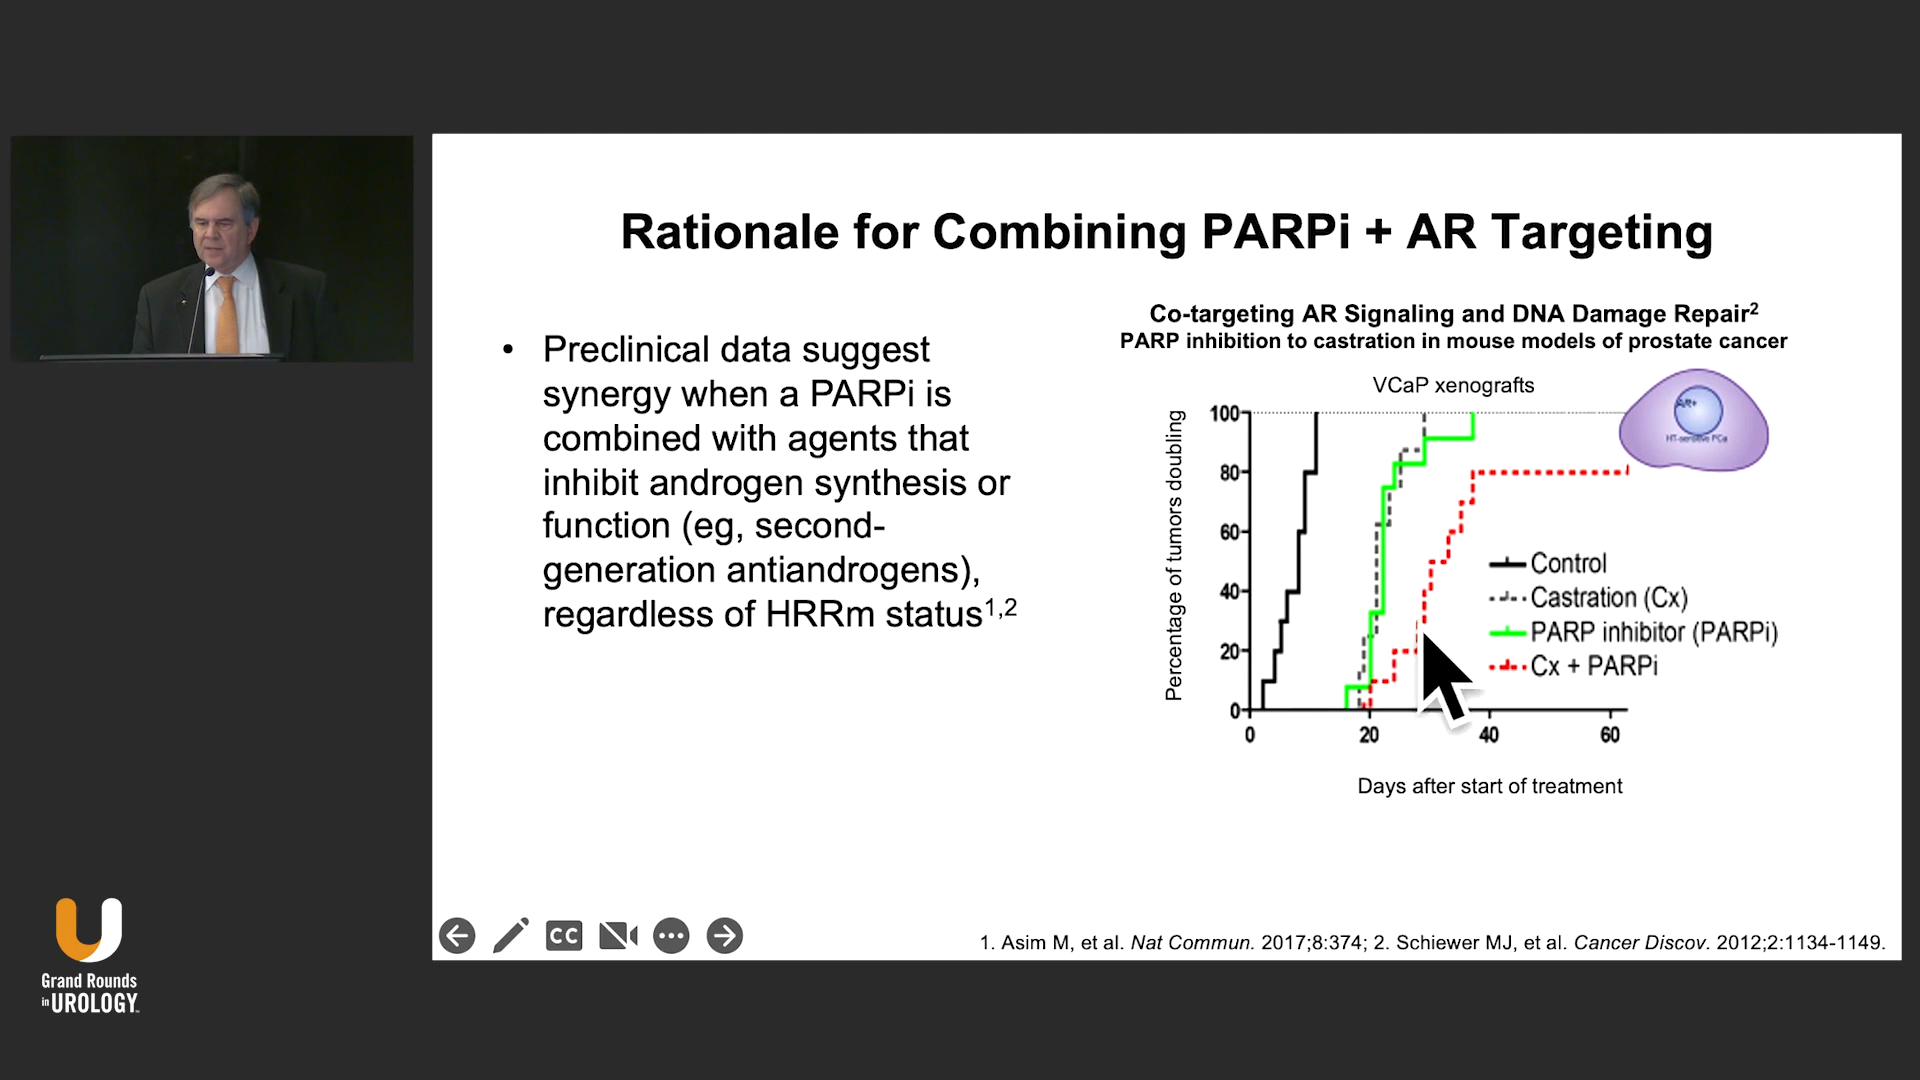 Rationale for Combining PARPi + AR Targeting
• Preclinical data suggest
synergy when a PARPi is
combined with agents that
inhibit androgen synthesis or
function (eg, second-
generation antiandrogens),
regardless of HRRm status1,2
Co-targeting AR Signaling and DNA Damage Repair2
PARP inhibition to castration in mouse models of prostate cancer
VCaP xenografts
AR+
HT-sensitive PCa
Percentage of tumors doubling
100
80
60
40
20
0
0 20 40 60
Days after start of treatment
Control
Castration (Cx)
PARP inhibitor (PARPi)
Cx + PARPi
CC
1. Asim M, et al. Nat Commun. 2017;8:374; 2. Schiewer MJ, et al. Cancer Discov. 2012;2:1134-1149.
Grand Rounds
in UROLOGY